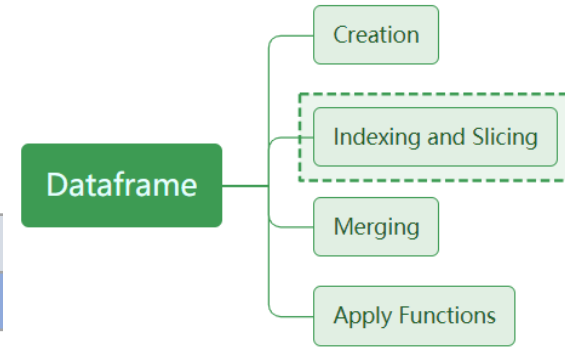 Creation
Indexing and Slicing
Dataframe
Merging
Apply Functions